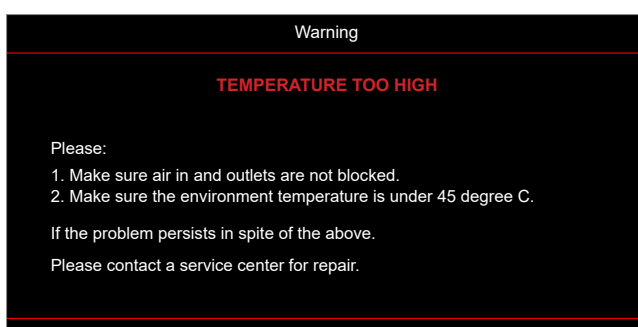 Warning
TEMPERATURE TOO HIGH
Please:
1. Make sure air in and outlets are not blocked.
2. Make sure the environment temperature is under 45 degree C.
If the problem persists in spite of the above.
Please contact a service center for repair.